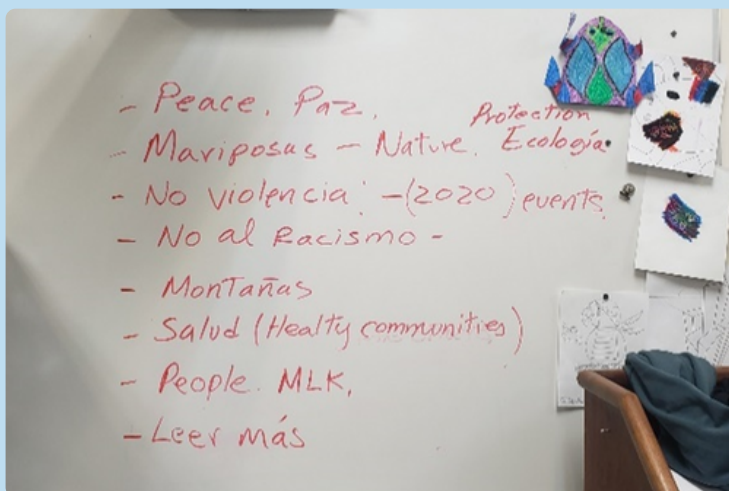 - Peace. Paz.
- Mariposas - Nature. Protection Ecología.
- No violencia: - (2020) events.
- No al Racismo -
- Montañas
- Salud (Healty communities)
- People. MLK,
- Leer más